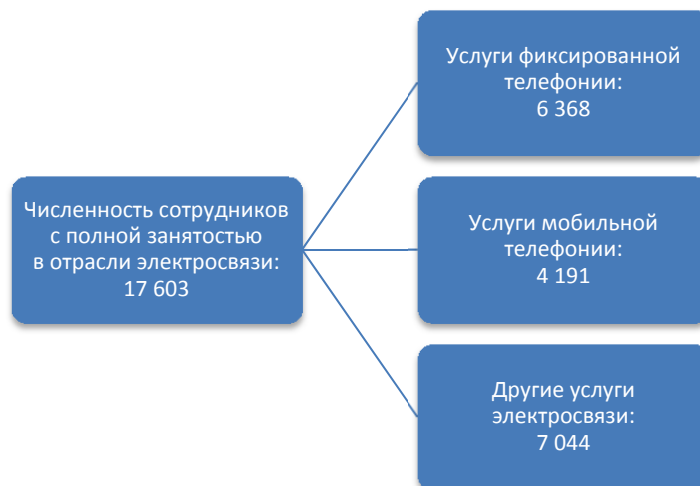 Услуги фиксированной
телефонии:
6 368
Численность сотрудников
с полной занятостью
в отрасли электросвязи:
17 603
Услуги мобильной
телефонии:
4 191
Другие услуги
электросвязи:
7 044